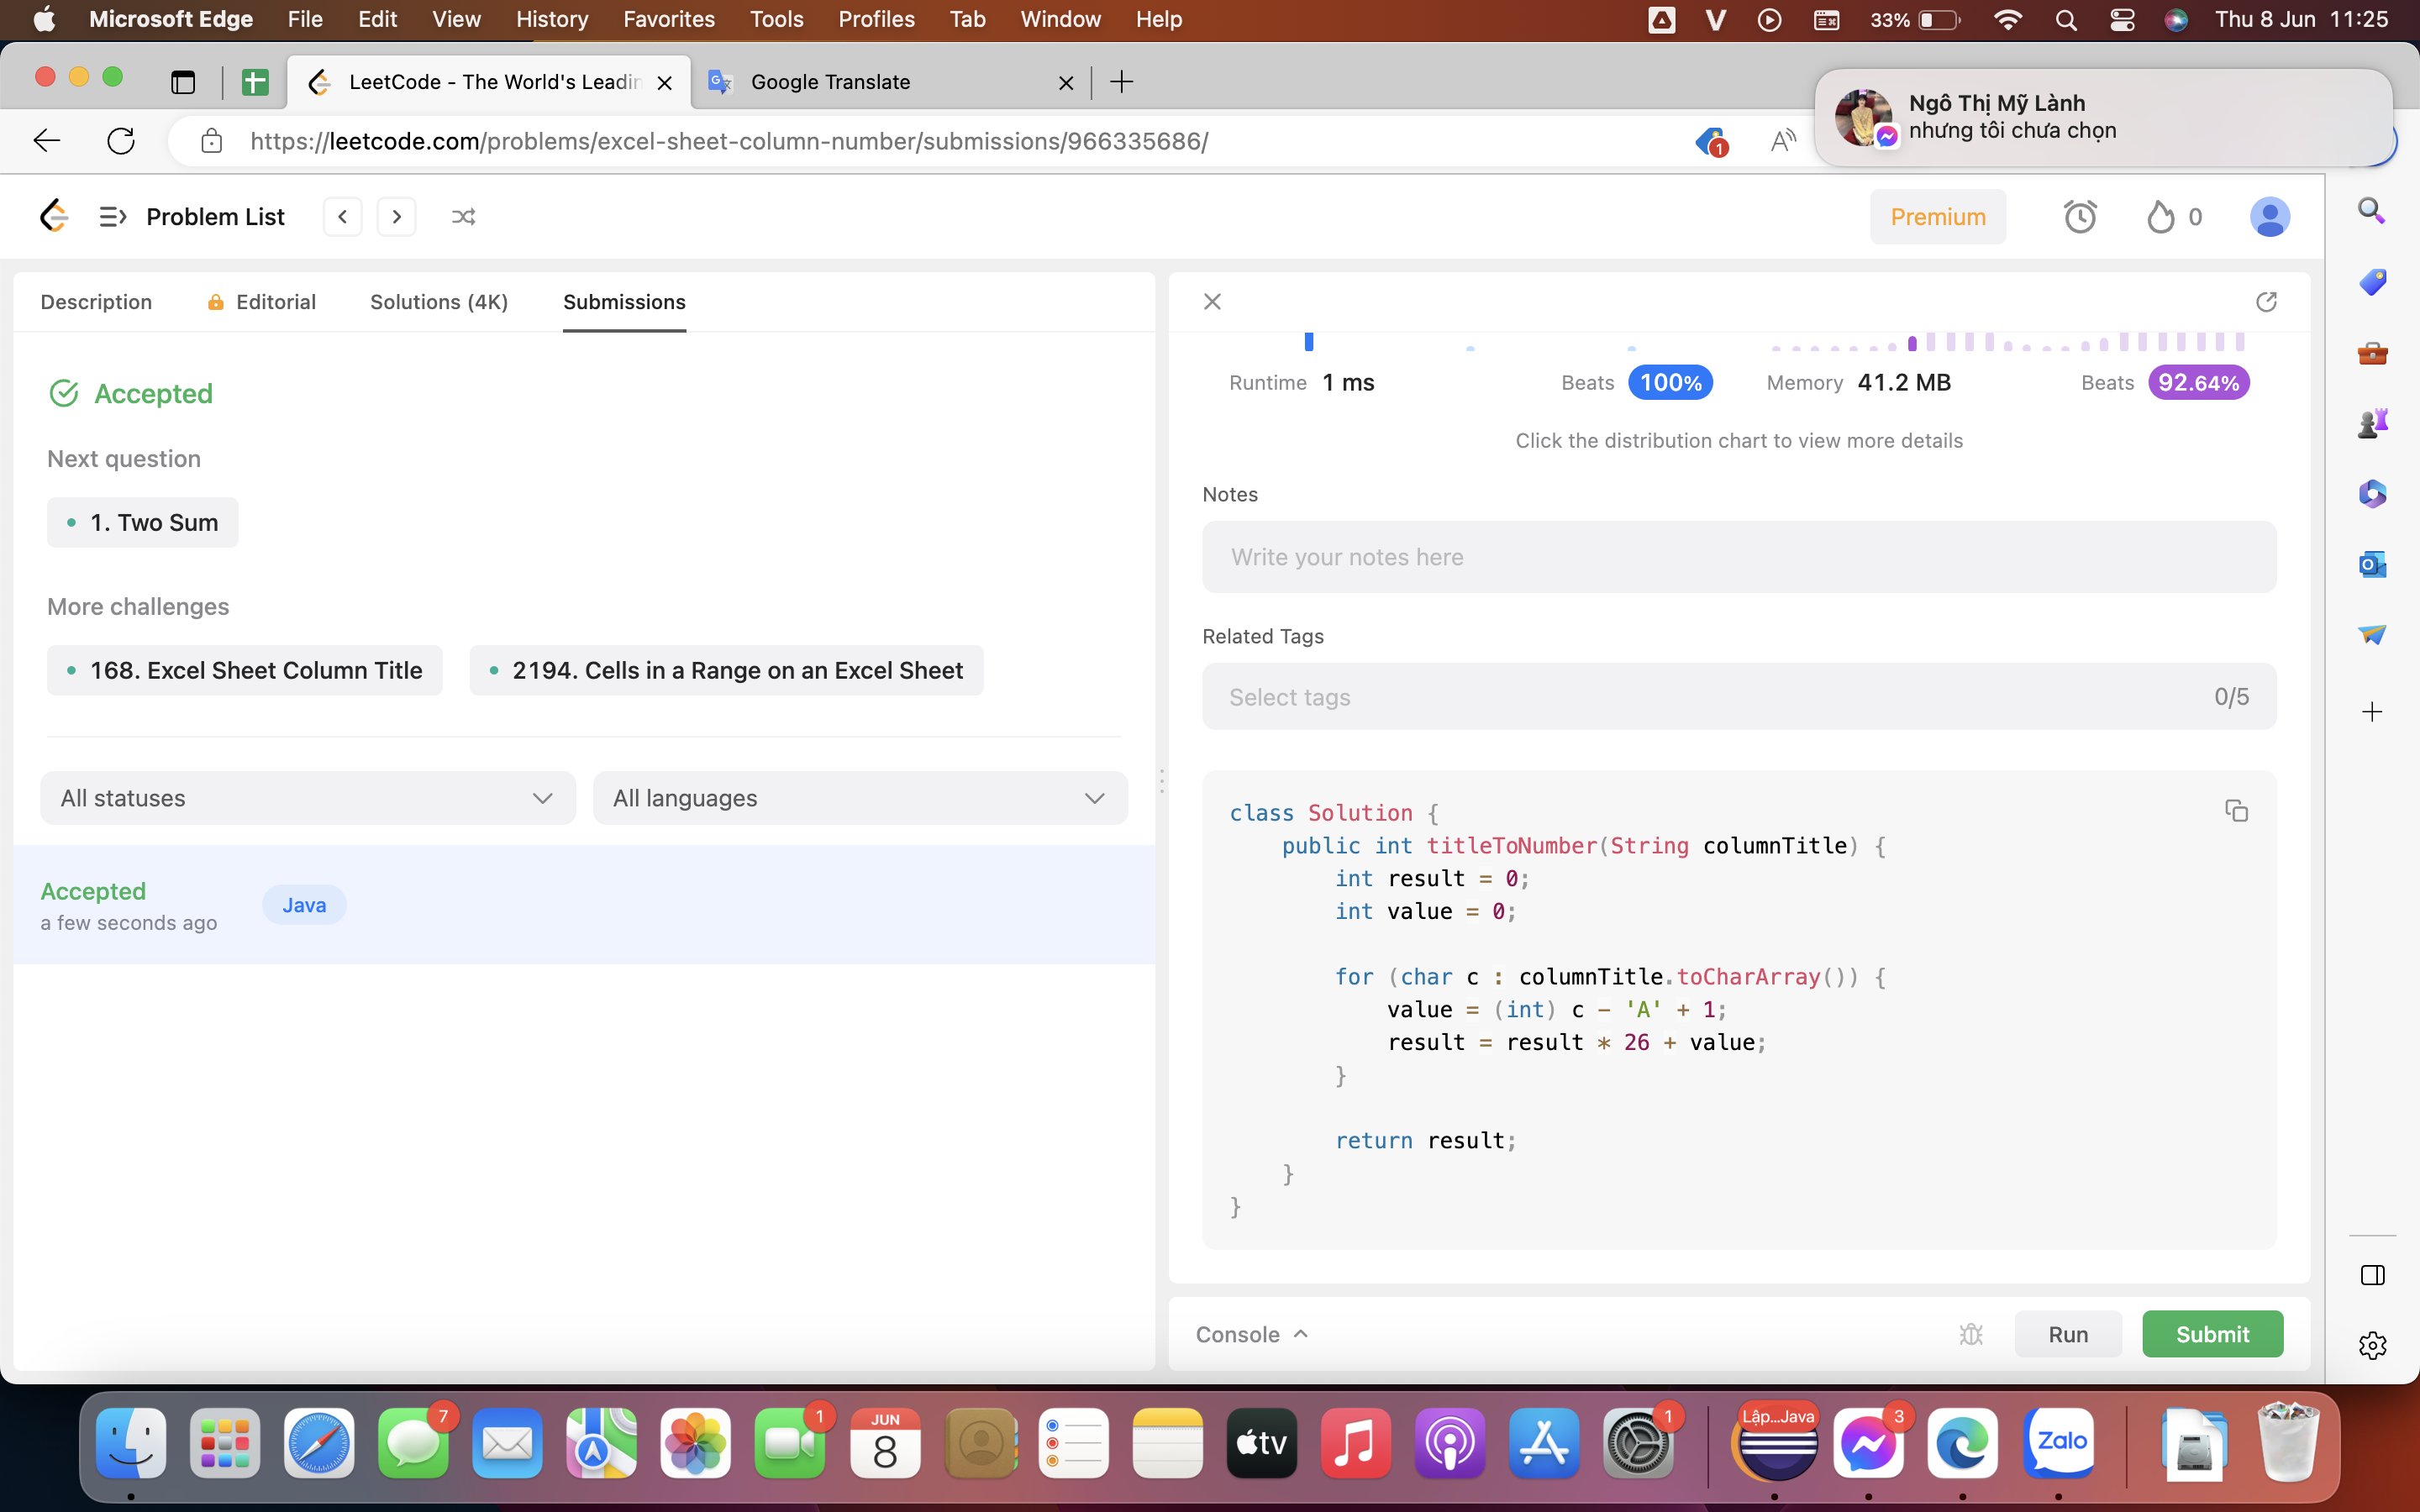 Microsoft Edge File Edit View History Favorites Tools Profiles Tab Window Help 33% Thu 8 Jun 11:25
LeetCode - The World's Leadin
Google Translate
Ngô Thị Mỹ Lành
nhưng tôi chưa chọn
https://leetcode.com/problems/excel-sheet-column-number/submissions/966335686/
1
Problem List
Premium
0
Description
Editorial
Solutions (4K)
Submissions
Accepted
Next question
1. Two Sum
More challenges
168. Excel Sheet Column Title
2194. Cells in a Range on an Excel Sheet
All statuses
All languages
Accepted
a few seconds ago
Java
Runtime 1 ms
Beats 100%
Memory 41.2 MB
Beats 92.64%
Click the distribution chart to view more details
Notes
Write your notes here
Related Tags
Select tags
0/5
class Solution {
public int titleToNumber(String columnTitle) {
int result = 0;
int value = 0;
for (char c : columnTitle.toCharArray()) {
value = (int) c - 'A' + 1;
result = result * 26 + value;
}
return result;
}
}
Console
Run
Submit
7
1
JUN
8
tv
1
Lập...Java
3
Zalo